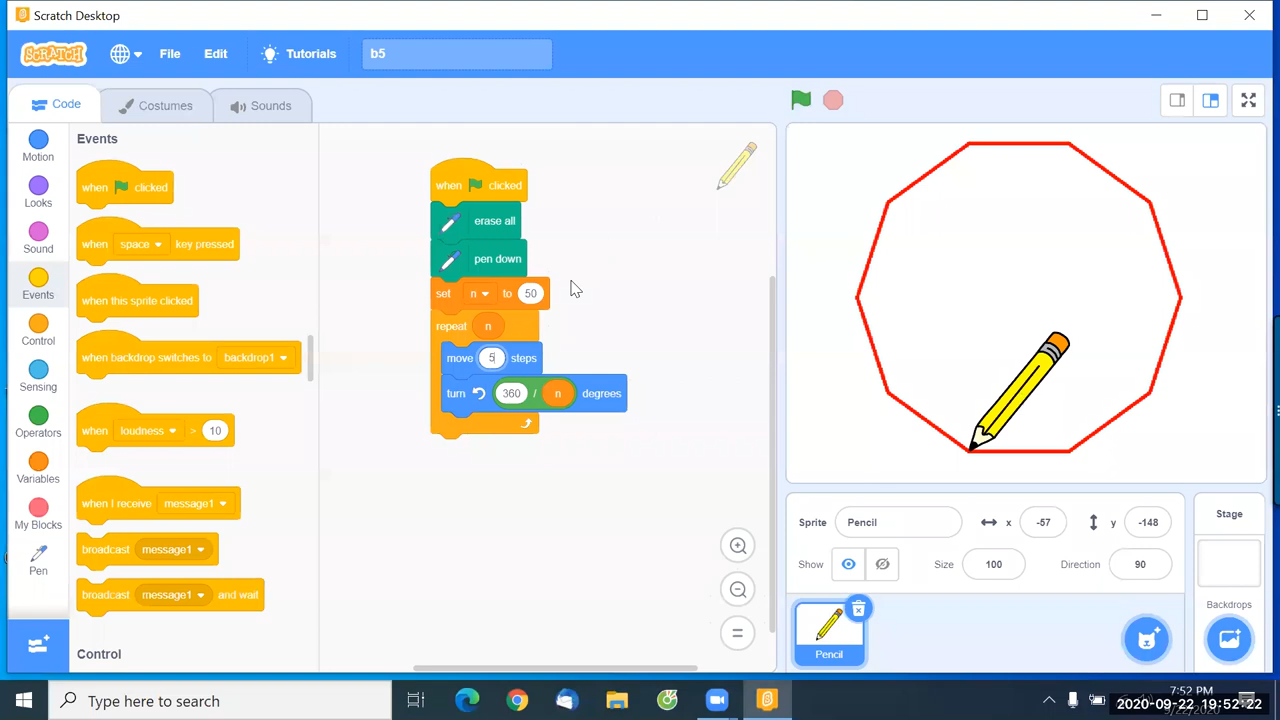 Scratch Desktop
SCRATCH
File
Edit
Tutorials
b5
Code
Costumes
Sounds
Motion
Looks
Sound
Events
Control
Sensing
Operators
Variables
My Blocks
Pen
Events
when clicked
when space key pressed
when this sprite clicked
when backdrop switches to backdrop1
when loudness > 10
when I receive message1
broadcast message1
broadcast message1 and wait
Control
when clicked
erase all
pen down
set n to 50
repeat n
move 5 steps
turn 360 / n degrees
Sprite Pencil x -57 y -148
Show Size 100 Direction 90
Pencil
Stage
Backdrops
Type here to search
7:52 PM
2020-09-22 19:52:22